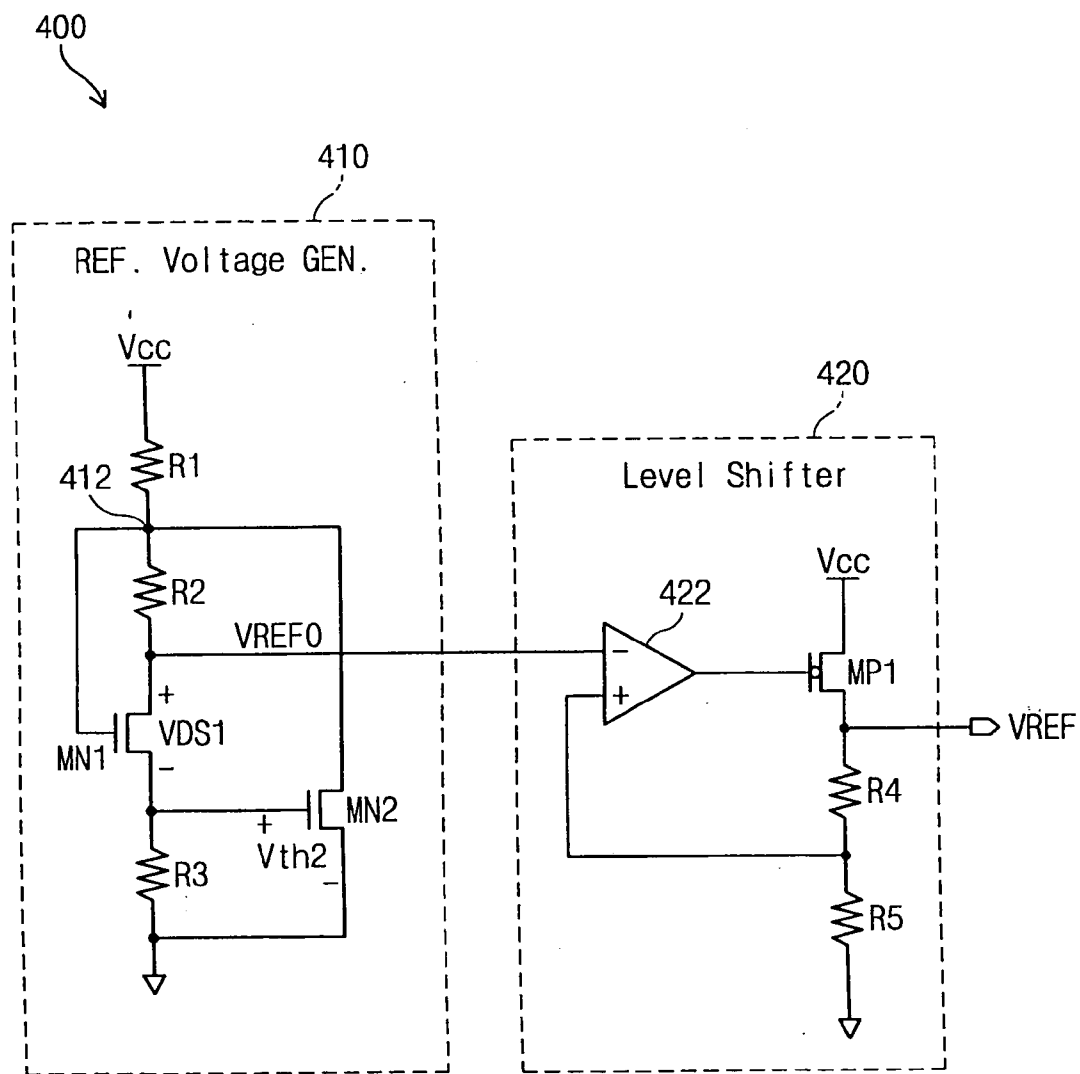 400
410
REF. Voltage GEN.
Vcc
R1
412
R2
VREF0
+
VDS1
MN1
−
+
MN2
Vth2
R3
−
420
Level Shifter
Vcc
422
−
MP1
+
VREF
R4
R5